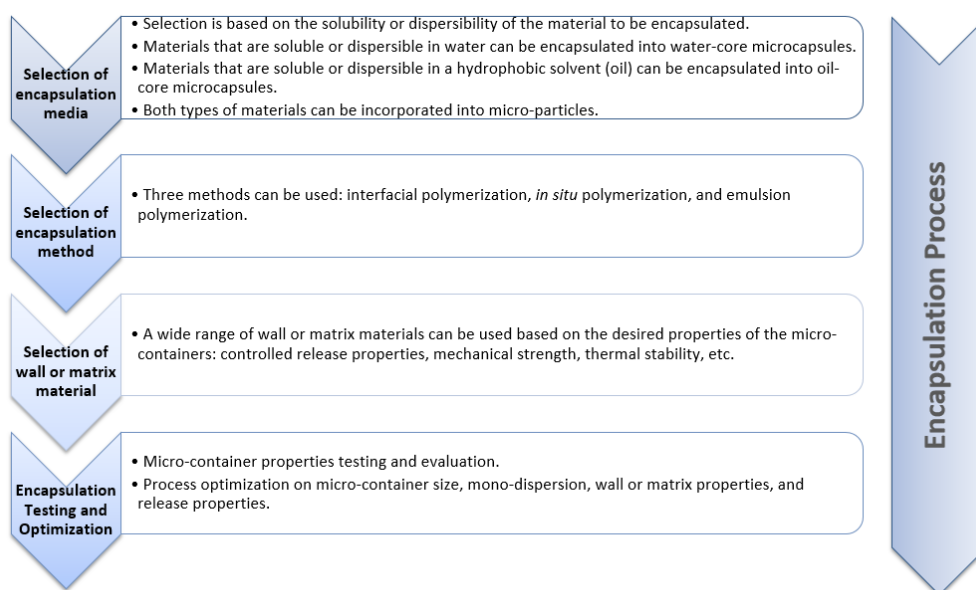 Selection of
encapsulation
media
• Selection is based on the solubility or dispersibility of the material to be encapsulated.
• Materials that are soluble or dispersible in water can be encapsulated into water-core microcapsules.
• Materials that are soluble or dispersible in a hydrophobic solvent (oil) can be encapsulated into oil-
core microcapsules.
• Both types of materials can be incorporated into micro-particles.
Selection of
encapsulation
method
• Three methods can be used: interfacial polymerization, in situ polymerization, and emulsion
polymerization.
Selection of
wall or matrix
material
• A wide range of wall or matrix materials can be used based on the desired properties of the micro-
containers: controlled release properties, mechanical strength, thermal stability, etc.
Encapsulation
Testing and
Optimization
• Micro-container properties testing and evaluation.
• Process optimization on micro-container size, mono-dispersion, wall or matrix properties, and
release properties.
Encapsulation Process